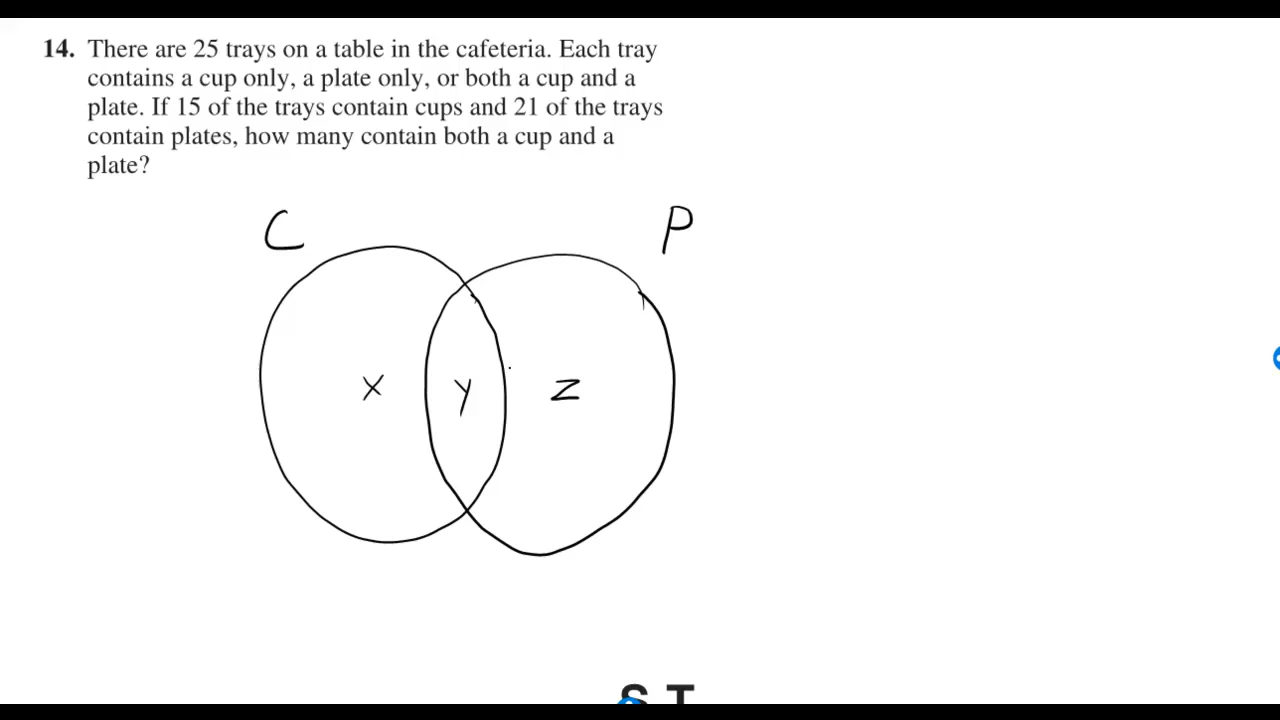 14. There are 25 trays on a table in the cafeteria. Each tray
contains a cup only, a plate only, or both a cup and a
plate. If 15 of the trays contain cups and 21 of the trays
contain plates, how many contain both a cup and a
plate?
C P
x y z
S T